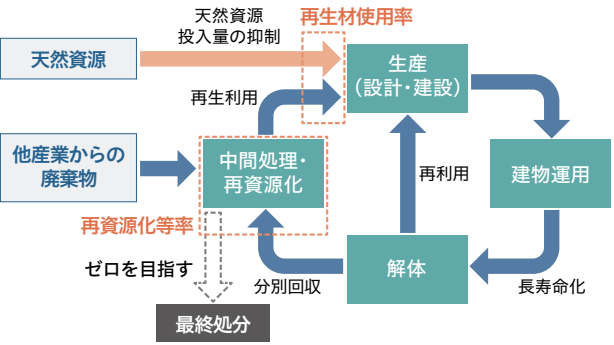 天然資源
投入量の抑制
再生材使用率
天然資源
生産
（設計・建設）
再生利用
他産業からの
廃棄物
中間処理・
再資源化
再利用
建物運用
再資源化等率
ゼロを目指す
分別回収
解体
長寿命化
最終処分